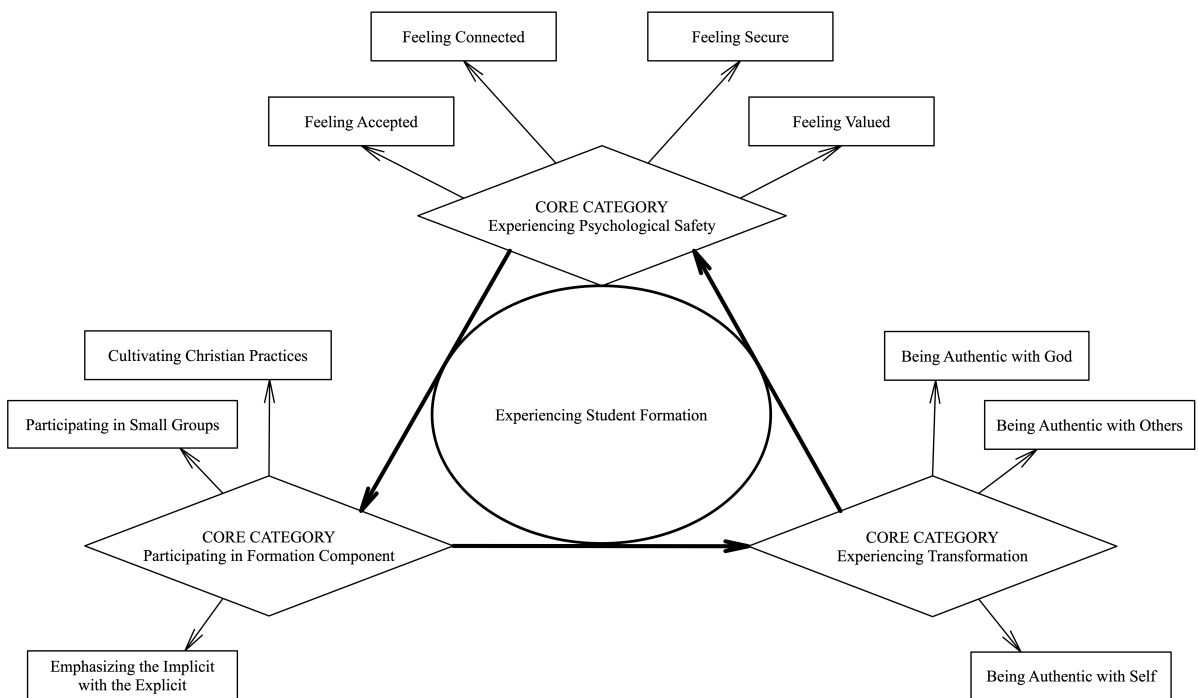 Feeling Connected
Feeling Secure
Feeling Accepted
Feeling Valued
CORE CATEGORY
Experiencing Psychological Safety
Cultivating Christian Practices
Being Authentic with God
Participating in Small Groups
Experiencing Student Formation
Being Authentic with Others
CORE CATEGORY
Participating in Formation Component
CORE CATEGORY
Experiencing Transformation
Emphasizing the Implicit
with the Explicit
Being Authentic with Self